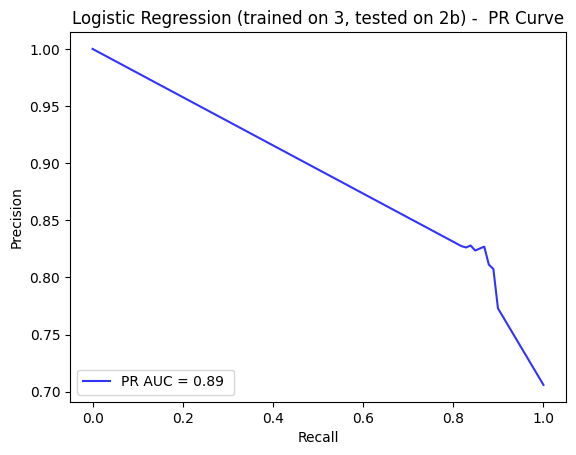 Logistic Regression (trained on 3, tested on 2b) -  PR Curve
1.00
0.95
0.90
0.85
0.80
0.75
0.70
Precision
PR AUC = 0.89
0.0 0.2 0.4 0.6 0.8 1.0
Recall